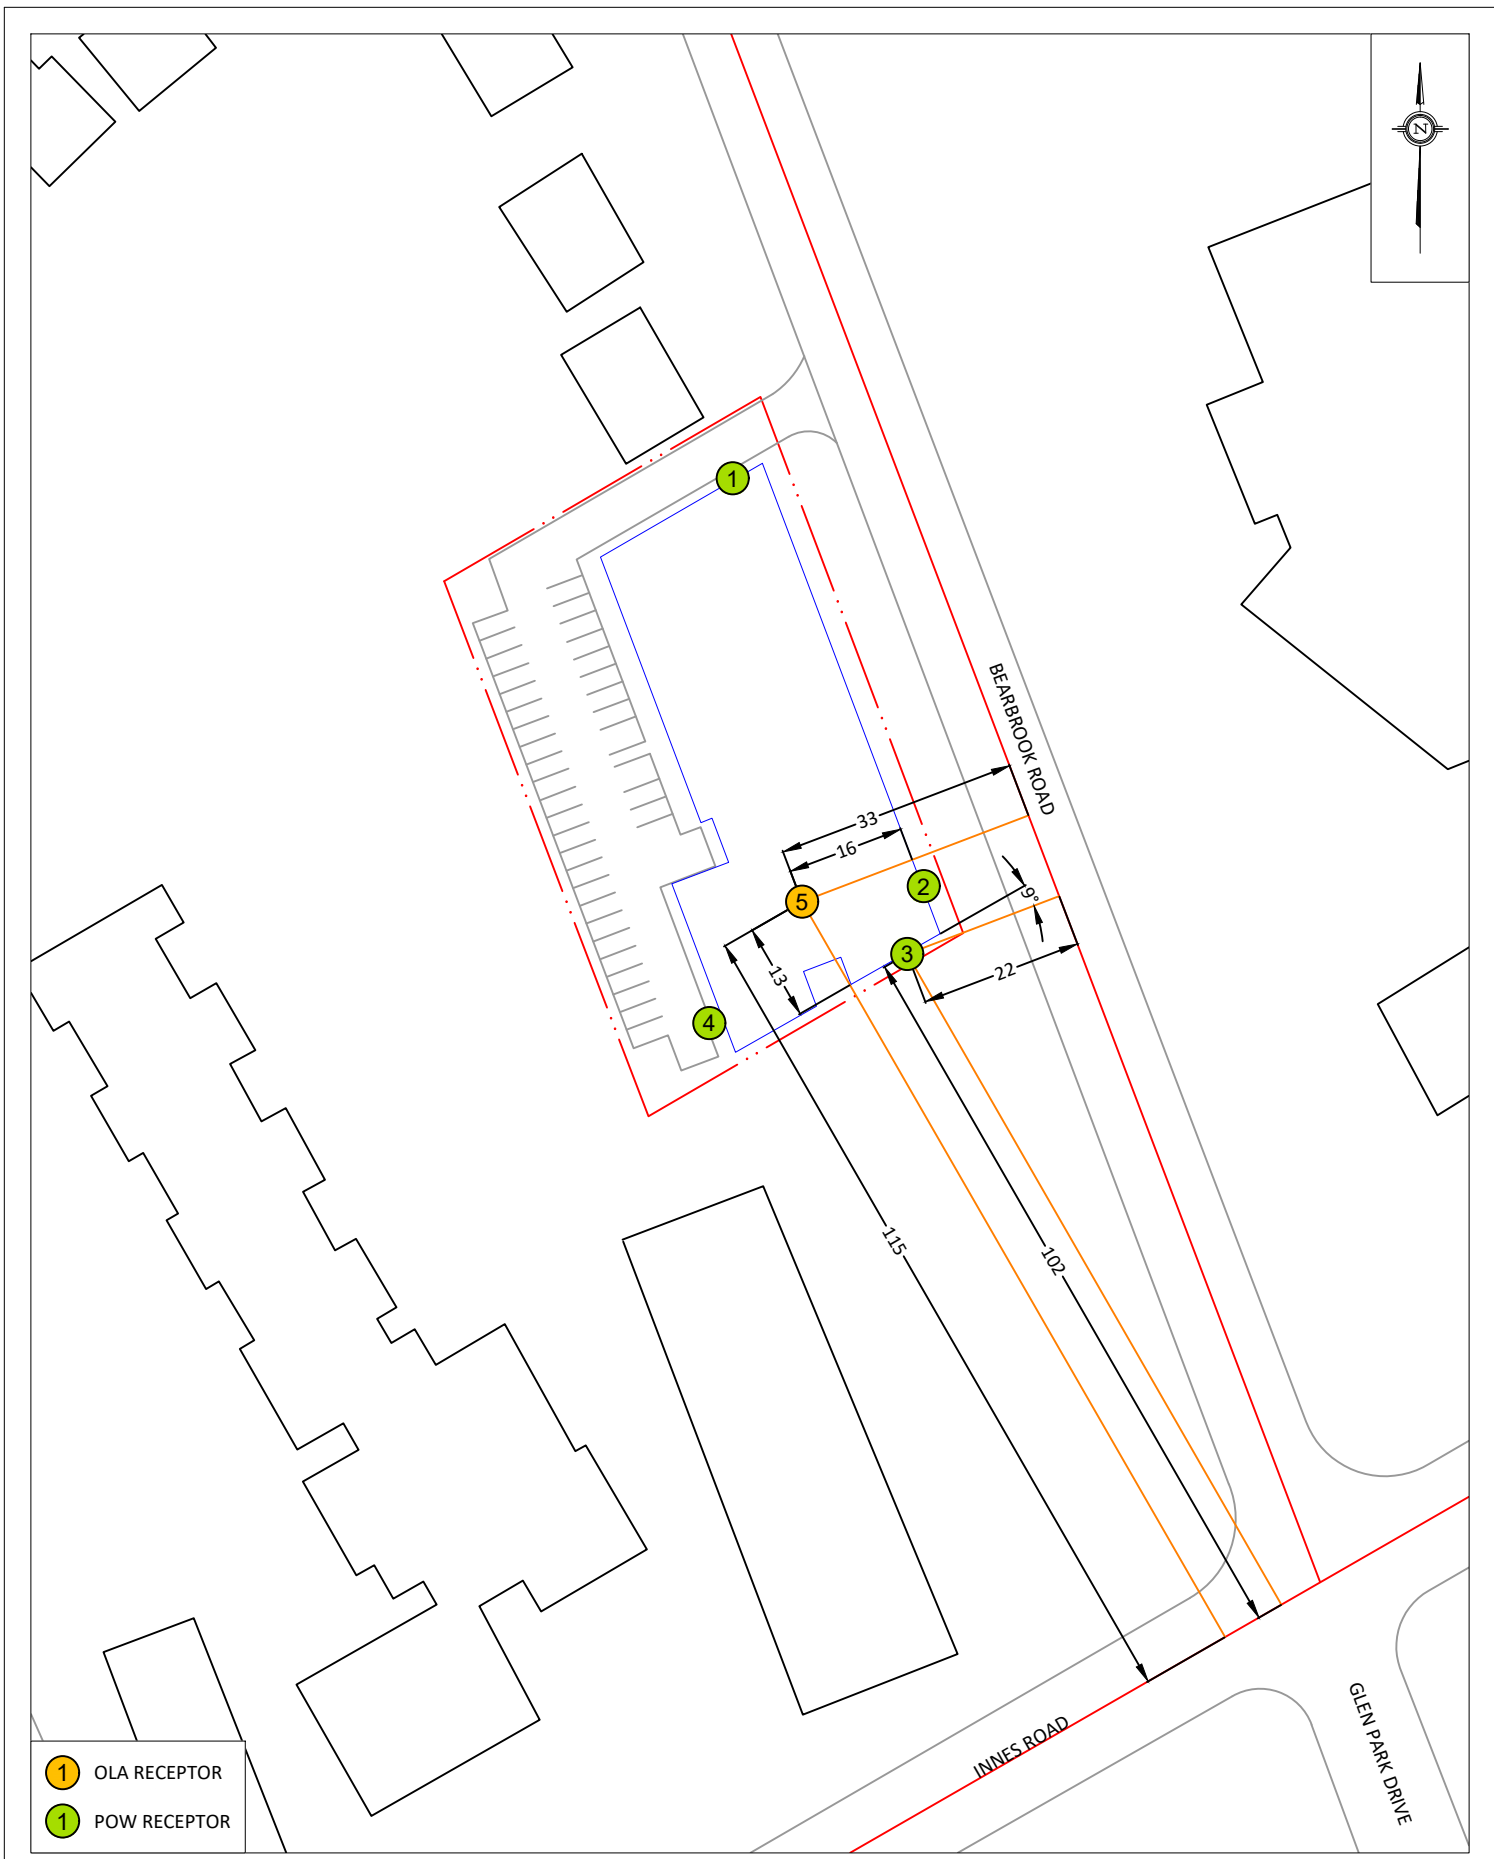 N
1
BEARBROOK ROAD
33
16
2
5
9°
3
22
13
4
115
102
INNES ROAD
GLEN PARK DRIVE
1 OLA RECEPTOR
1 POW RECEPTOR